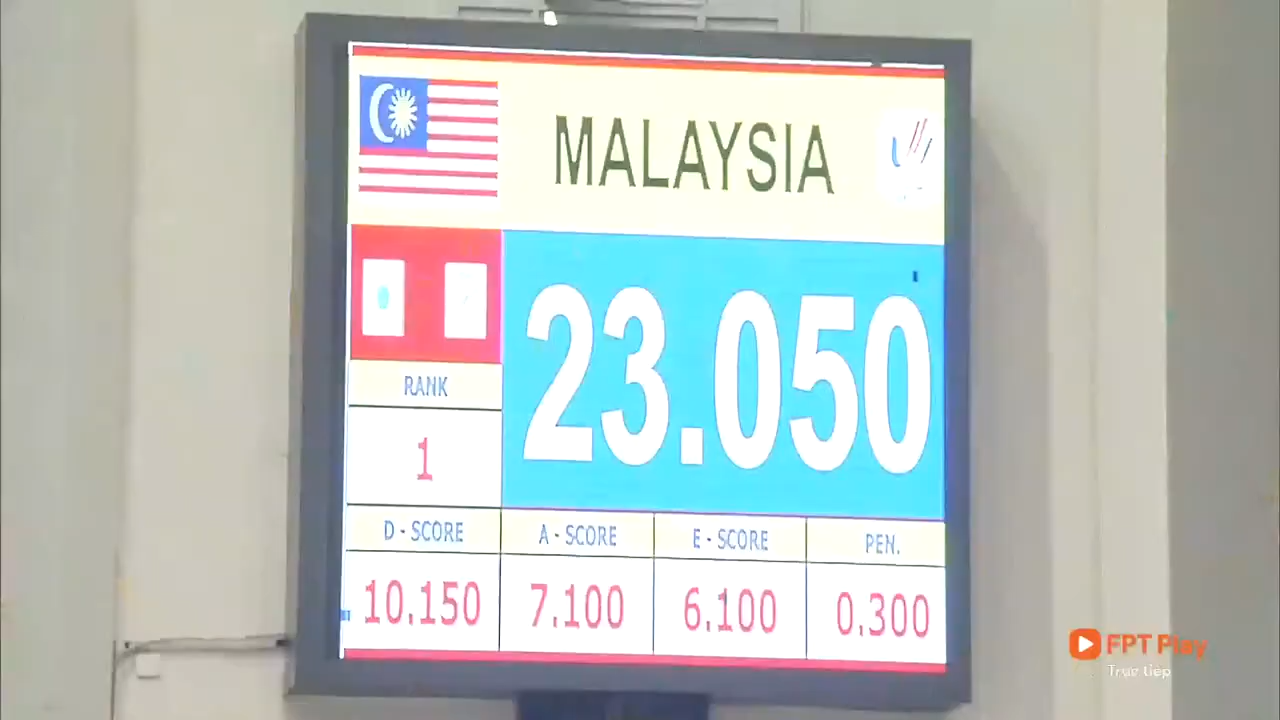 MALAYSIA
23.050
RANK
1
D - SCORE A - SCORE E - SCORE PEN.
10.150 7.100 6.100 0.300
FPT Play
Trực tiếp